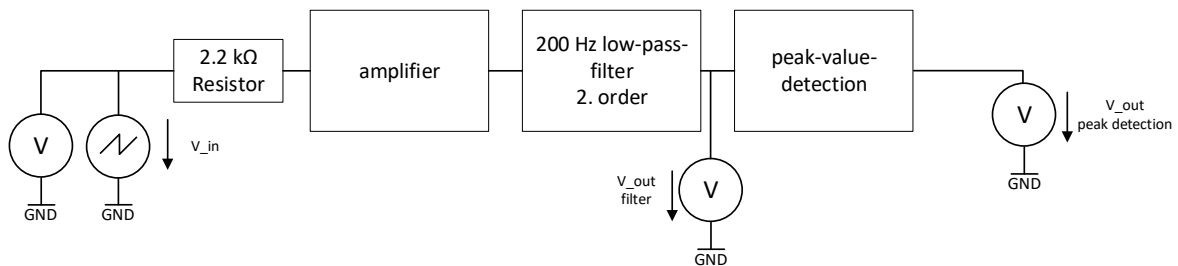 2.2 kΩ
Resistor
amplifier
200 Hz low-pass-
filter
2. order
peak-value-
detection
V
V_in
GND
GND
V_out
filter
V
GND
V
V_out
peak detection
GND